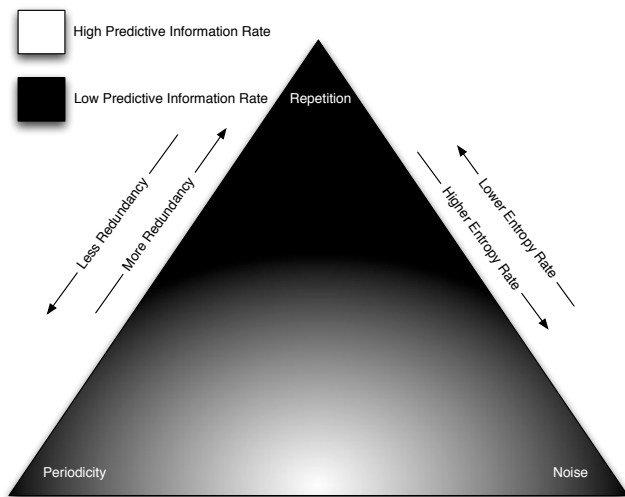 High Predictive Information Rate
Low Predictive Information Rate
Repetition
Less Redundancy
More Redundancy
Lower Entropy Rate
Higher Entropy Rate
Periodicity
Noise